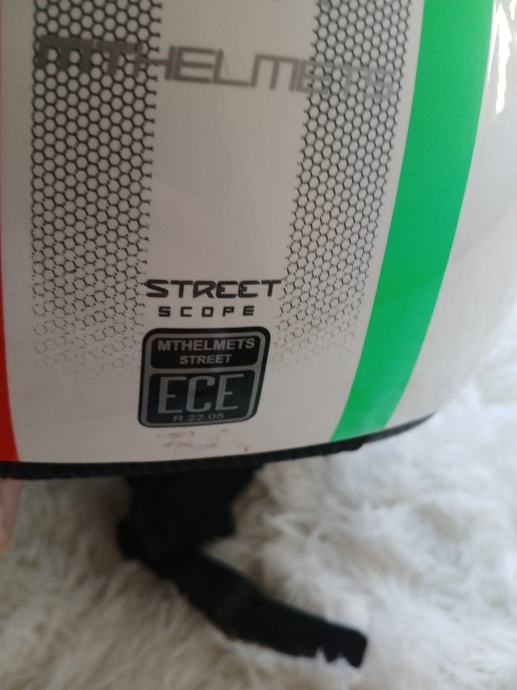 MTHELMETS
STREET
SCOPE
MTHELMETS
STREET
ECE
R 22.05